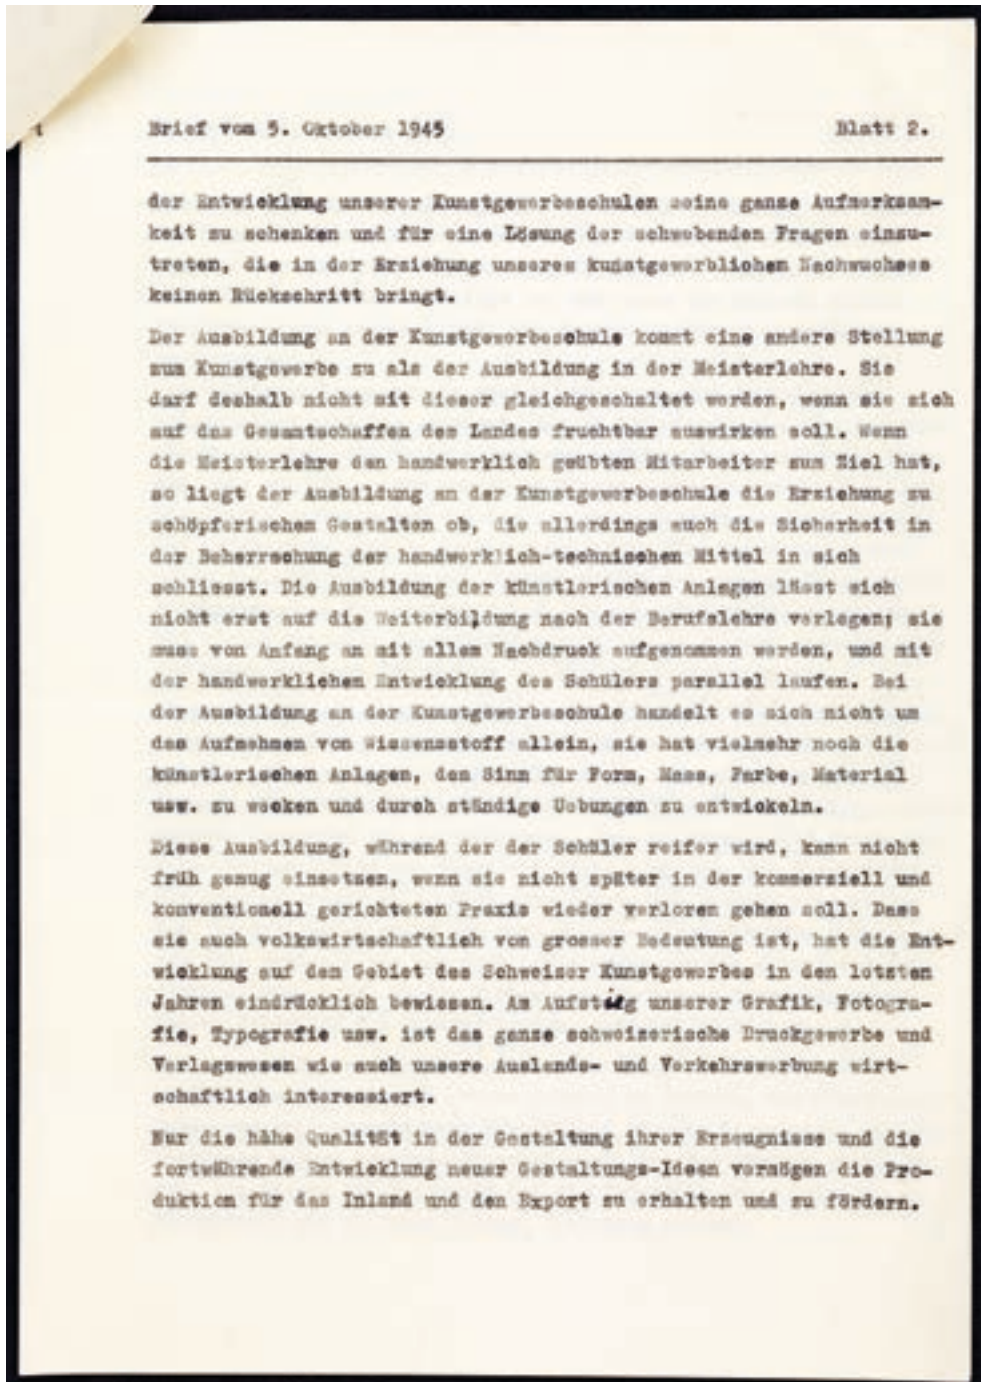 Brief vom 5. Oktober 1945 Blatt 2.
der Entwicklung unserer Kunstgewerbeschulen seine ganze Aufmerksam-
keit zu schenken und für eine Lösung der schwebenden Fragen einzu-
treten, die in der Erziehung unseres kunstgewerblichen Nachwuchses
keinen Rückschritt bringt.
Der Ausbildung an der Kunstgewerbeschule kommt eine andere Stellung
zum Kunstgewerbe zu als der Ausbildung in der Meisterlehre. Sie
darf deshalb nicht mit dieser gleichgeschaltet werden, wenn sie sich
auf das Gesamtschaffen des Landes fruchtbar auswirken soll. Wenn
die Meisterlehre den handwerklich geübten Mitarbeiter zum Ziel hat,
so liegt der Ausbildung an der Kunstgewerbeschule die Erziehung zu
schöpferischem Gestalten ob, die allerdings auch die Sicherheit in
der Beherrschung der handwerklich-technischen Mittel in sich
schliesst. Die Ausbildung der künstlerischen Anlagen lässt sich
nicht erst auf die Weiterbildung nach der Berufslehre verlegen; sie
muss von Anfang an mit allem Nachdruck aufgenommen werden, und mit
der handwerklichen Entwicklung des Schülers parallel laufen. Bei
der Ausbildung an der Kunstgewerbeschule handelt es sich nicht um
das Aufnehmen von Wissensstoff allein, sie hat vielmehr noch die
künstlerischen Anlagen, den Sinn für Form, Mass, Farbe, Material
usw. zu wecken und durch ständige Uebungen zu entwickeln.
Diese Ausbildung, während der der Schüler reifer wird, kann nicht
früh genug einsetzen, wenn sie nicht später in der kommerziell und
konventionell gerichteten Praxis wieder verloren gehen soll. Dass
sie auch volkswirtschaftlich von grosser Bedeutung ist, hat die Ent-
wicklung auf dem Gebiet des Schweizer Kunstgewerbes in den letzten
Jahren eindrücklich bewiesen. Am Aufstieg unserer Grafik, Fotogra-
fie, Typografie usw. ist das ganze schweizerische Druckgewerbe und
Verlagswesen wie auch unsere Auslands- und Verkehrswerbung wirt-
schaftlich interessiert.
Nur die hähe Qualität in der Gestaltung ihrer Erzeugnisse und die
fortwährende Entwicklung neuer Gestaltungs-Ideen vermögen die Pro-
duktion für das Inland und den Export zu erhalten und zu fördern.